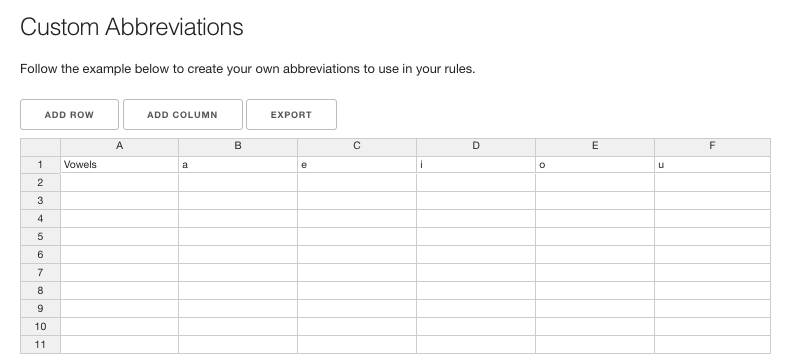 Custom Abbreviations
Follow the example below to create your own abbreviations to use in your rules.
ADD ROW ADD COLUMN EXPORT
A B C D E F
1 Vowels a e i o u
2
3
4
5
6
7
8
9
10
11